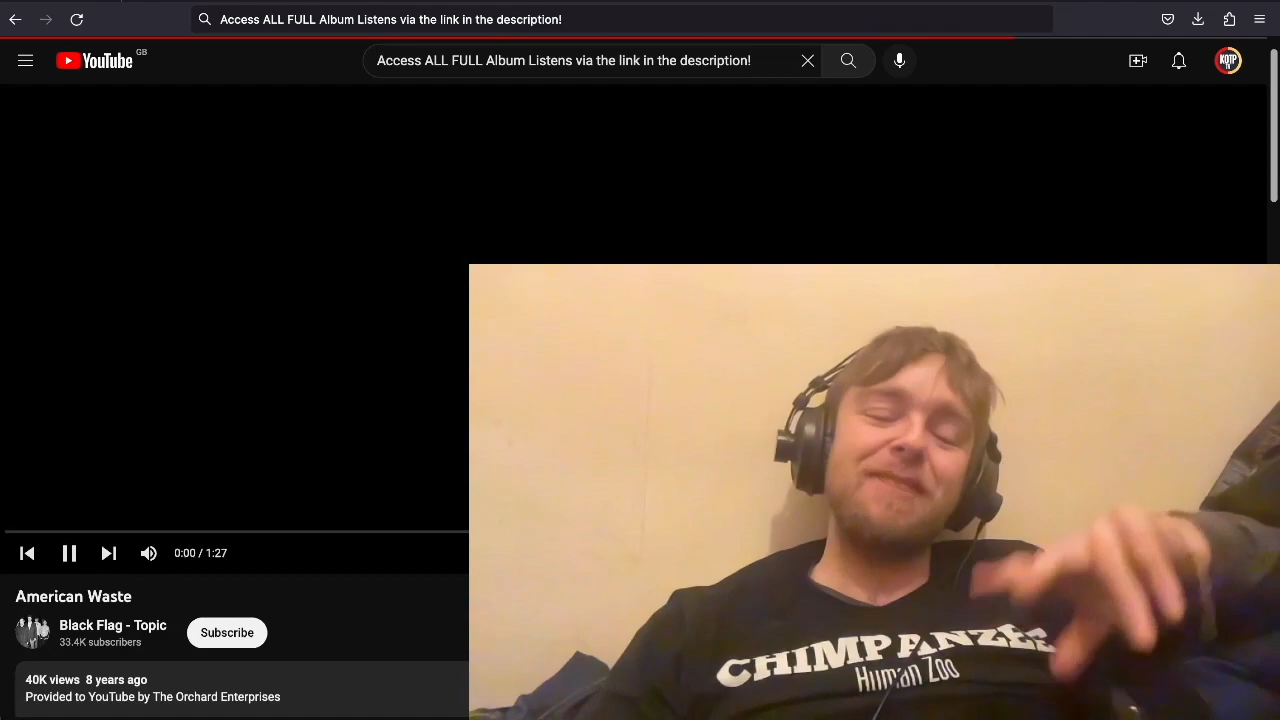 Access ALL FULL Album Listens via the link in the description!
YouTube GB
Access ALL FULL Album Listens via the link in the description!
KOTP
TV
0:00 / 1:27
American Waste
Black Flag - Topic
33.4K subscribers
Subscribe
40K views 8 years ago
Provided to YouTube by The Orchard Enterprises
CHIMPANZEE
Human Zoo